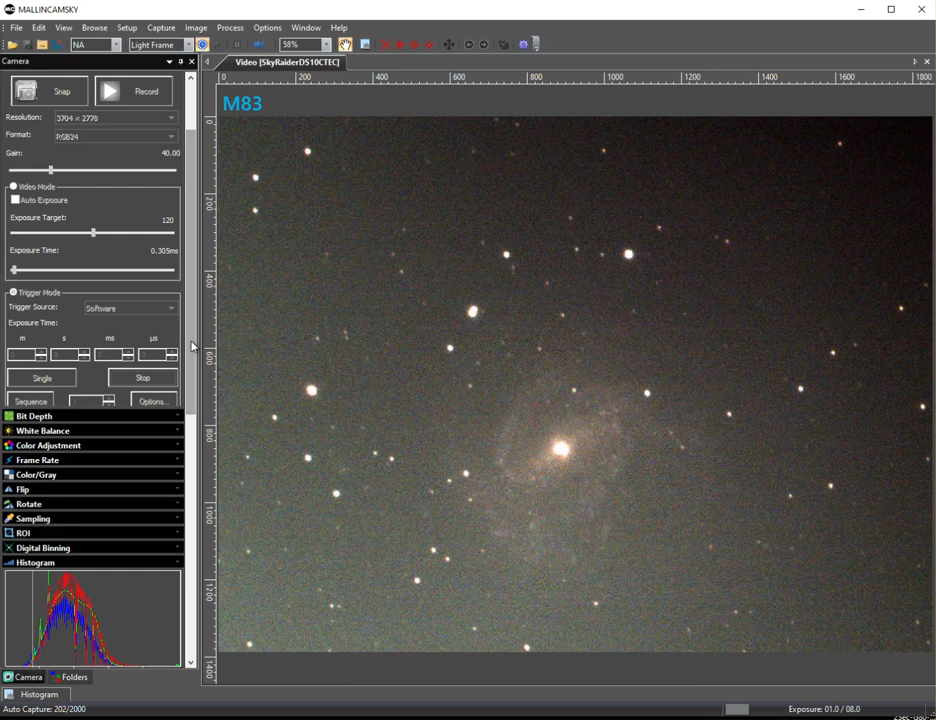 MALLINCAMSKY
File Edit View Browse Setup Capture Image Process Options Window Help
NA Light Frame 58%
Camera
Video [SkyRaiderDS10CTEC]
Snap Record
0 200 400 600 800 1000 1200 1400 1600 1800
M83
Resolution: 3704 × 2778
Format: RGB24
Gain: 40.00
Video Mode
Auto Exposure
Exposure Target: 120
Exposure Time: 0.305ms
Trigger Mode
Trigger Source: Software
Exposure Time:
m s ms µs
Single Stop
Sequence 1 Options...
Bit Depth
White Balance
Color Adjustment
Frame Rate
Color/Gray
Flip
Rotate
Sampling
ROI
Digital Binning
Histogram
0
200
400
600
800
1000
1200
1400
Camera Folders
Histogram
Auto Capture: 202/2000 Exposure: 01.0 / 08.0